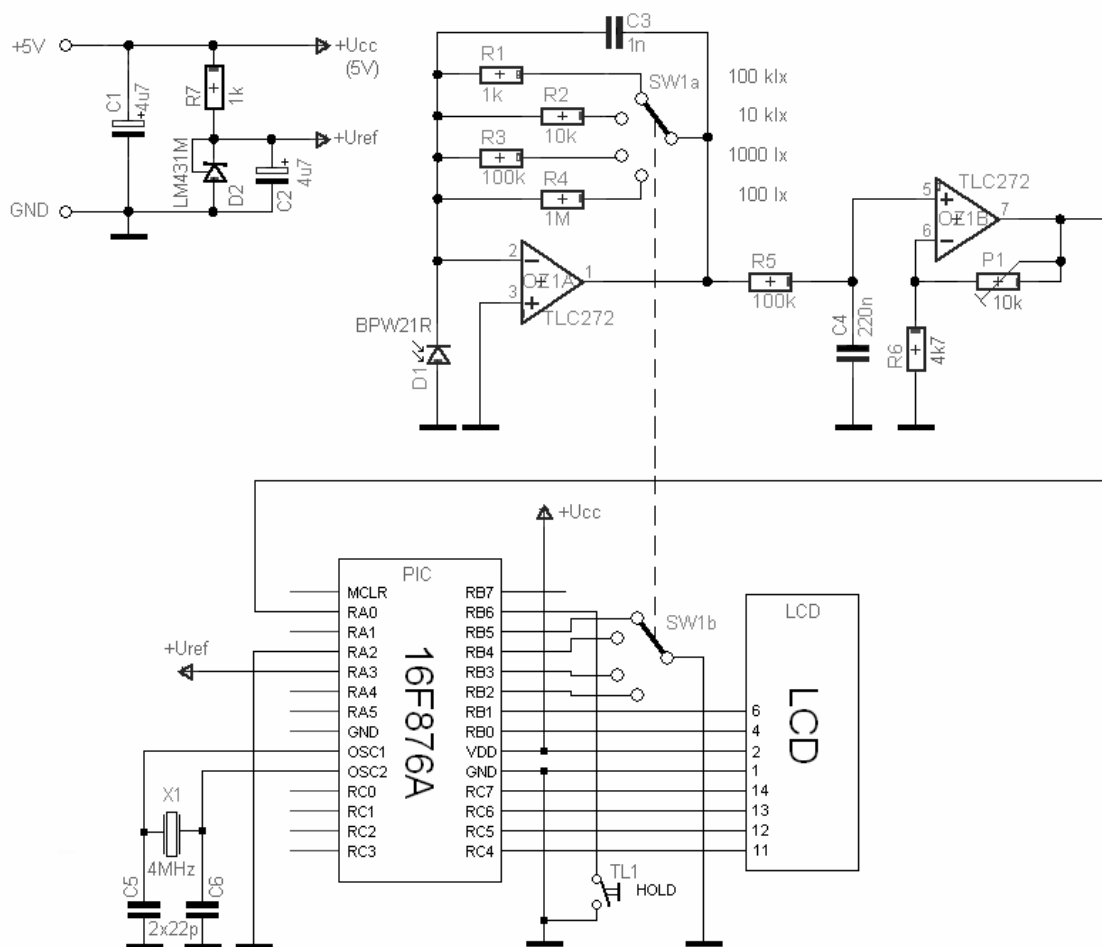 +5V
GND
C1
4u7
+
R7
1k
+Ucc
(5V)
+Uref
LM431M
D2
C2
4u7
+
C3
1n
R1
1k
R2
10k
R3
100k
R4
1M
SW1a
100 klx
10 klx
1000 lx
100 lx
2
3
1
OZ1A
TLC272
BPW21R
D1
R5
100k
C4
220n
5
6
7
TLC272
OZ1B
P1
10k
R6
4k7
+Ucc
+Uref
PIC
16F876A
MCLR
RA0
RA1
RA2
RA3
RA4
RA5
GND
OSC1
OSC2
RC0
RC1
RC2
RC3
RB7
RB6
RB5
RB4
RB3
RB2
RB1
RB0
VDD
GND
RC7
RC6
RC5
RC4
SW1b
LCD
LCD
6
4
2
1
14
13
12
11
X1
4MHz
C5
C6
2x22p
TL1
HOLD